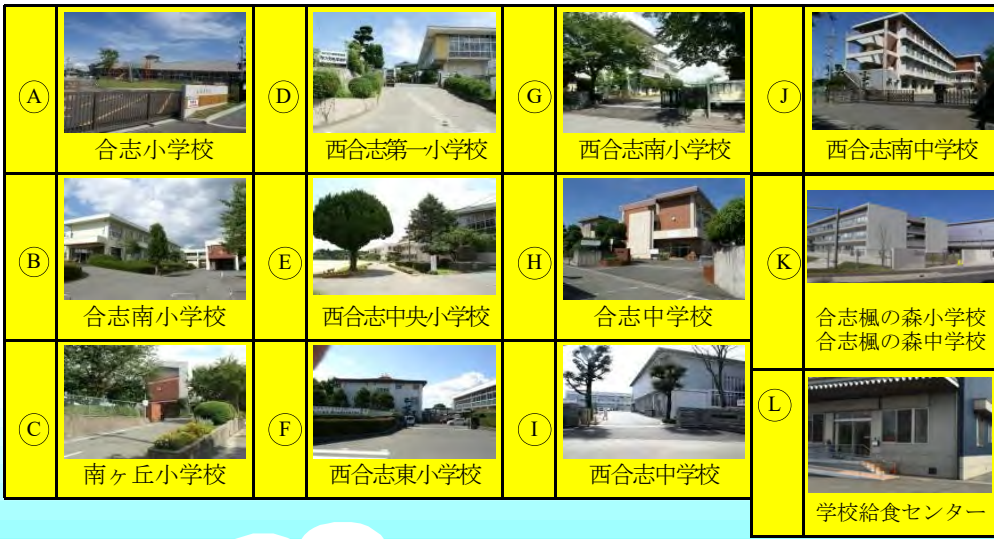 A
合志小学校
D
西合志第一小学校
G
西合志南小学校
J
西合志南中学校
B
合志南小学校
E
西合志中央小学校
H
合志中学校
K
合志楓の森小学校
合志楓の森中学校
C
南ヶ丘小学校
F
西合志東小学校
I
西合志中学校
L
学校給食センター